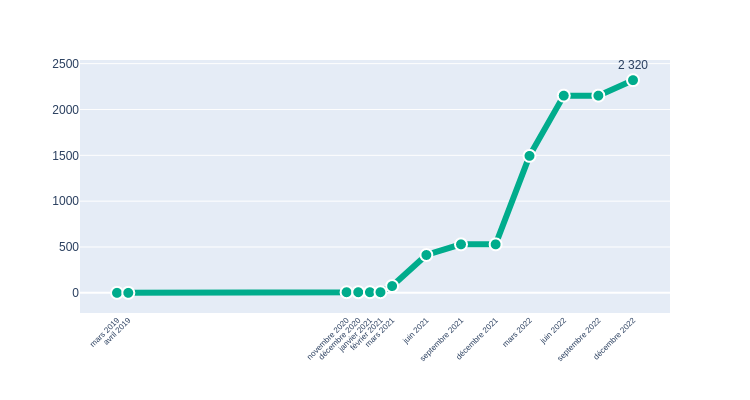 2500
2 320
2000
1500
1000
500
0
mars 2019
avril 2019
novembre 2020
décembre 2020
janvier 2021
février 2021
mars 2021
juin 2021
septembre 2021
décembre 2021
mars 2022
juin 2022
septembre 2022
décembre 2022